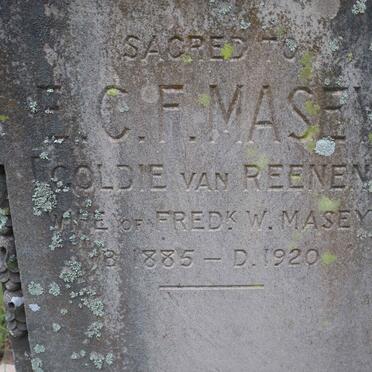 SACRED TO
E. C. F. MASEY
GOLDIE VAN REENEN
WIFE OF FREDK. W. MASEY
B 1885 – D. 1920